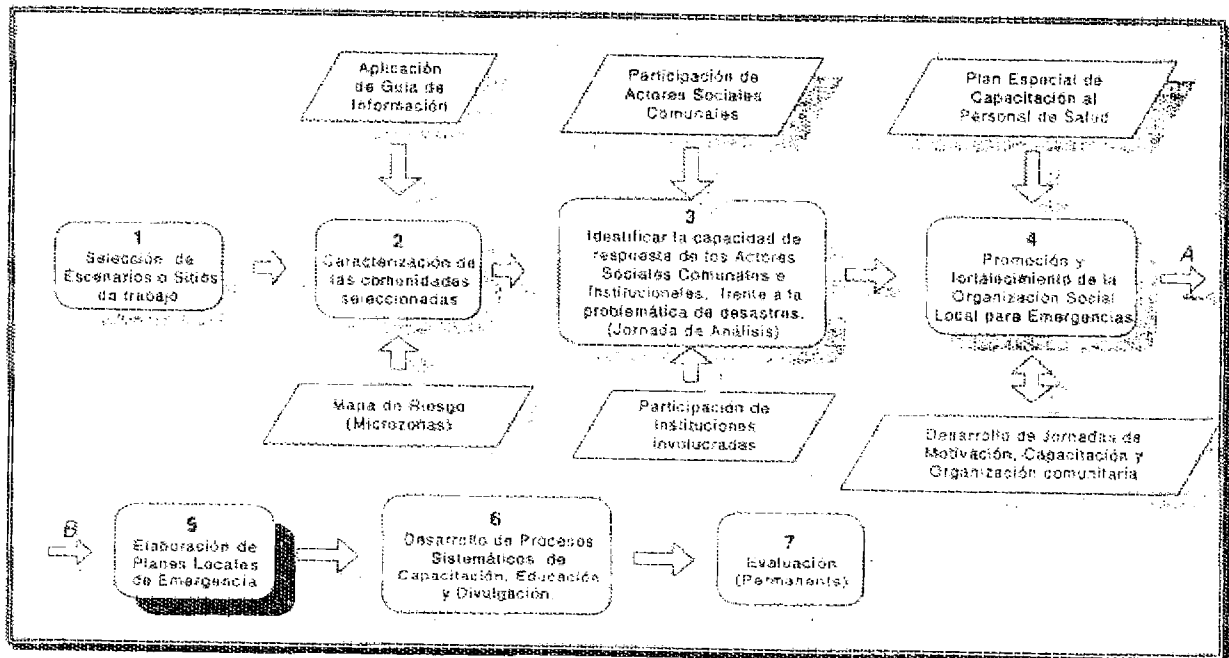 Aplicación
de Guía de
Información
Participación de
Actores Sociales
Comunales
Plan Especial de
Capacitación al
Personal de Salud
1
Selección de
Escenarios o Sitios
de trabajo
2
Caracterización de
las comunidades
seleccionadas
3
Identificar la capacidad de
respuesta de los Actores
Sociales Comunales e
Institucionales, frente a la
problemática de desastres.
(Jornada de Análisis)
4
Promoción y
fortalecimiento de la
Organización Social
Local para Emergencias
A
Mapa de Riesgo
(Microzonas)
Participación de
Instituciones
Involucradas
Desarrollo de Jornadas de
Motivación, Capacitación y
Organización comunitaria
B
5
Elaboración de
Planes Locales
de Emergencia
6
Desarrollo de Procesos
Sistemáticos de
Capacitación, Educación
y Divulgación
7
Evaluación
(Permanente)